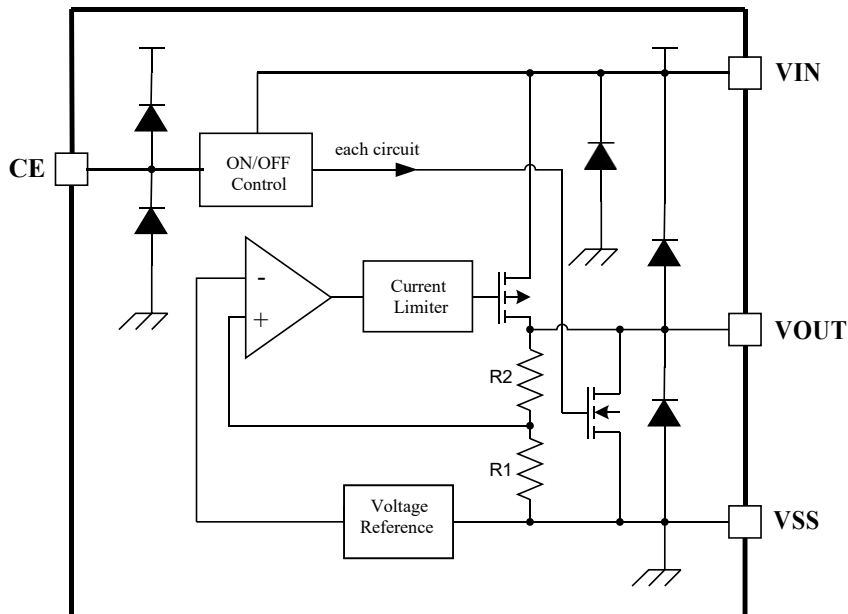 VIN
each circuit
CE
ON/OFF
Control
-
Current
Limiter
+
VOUT
R2
R1
Voltage
Reference
VSS